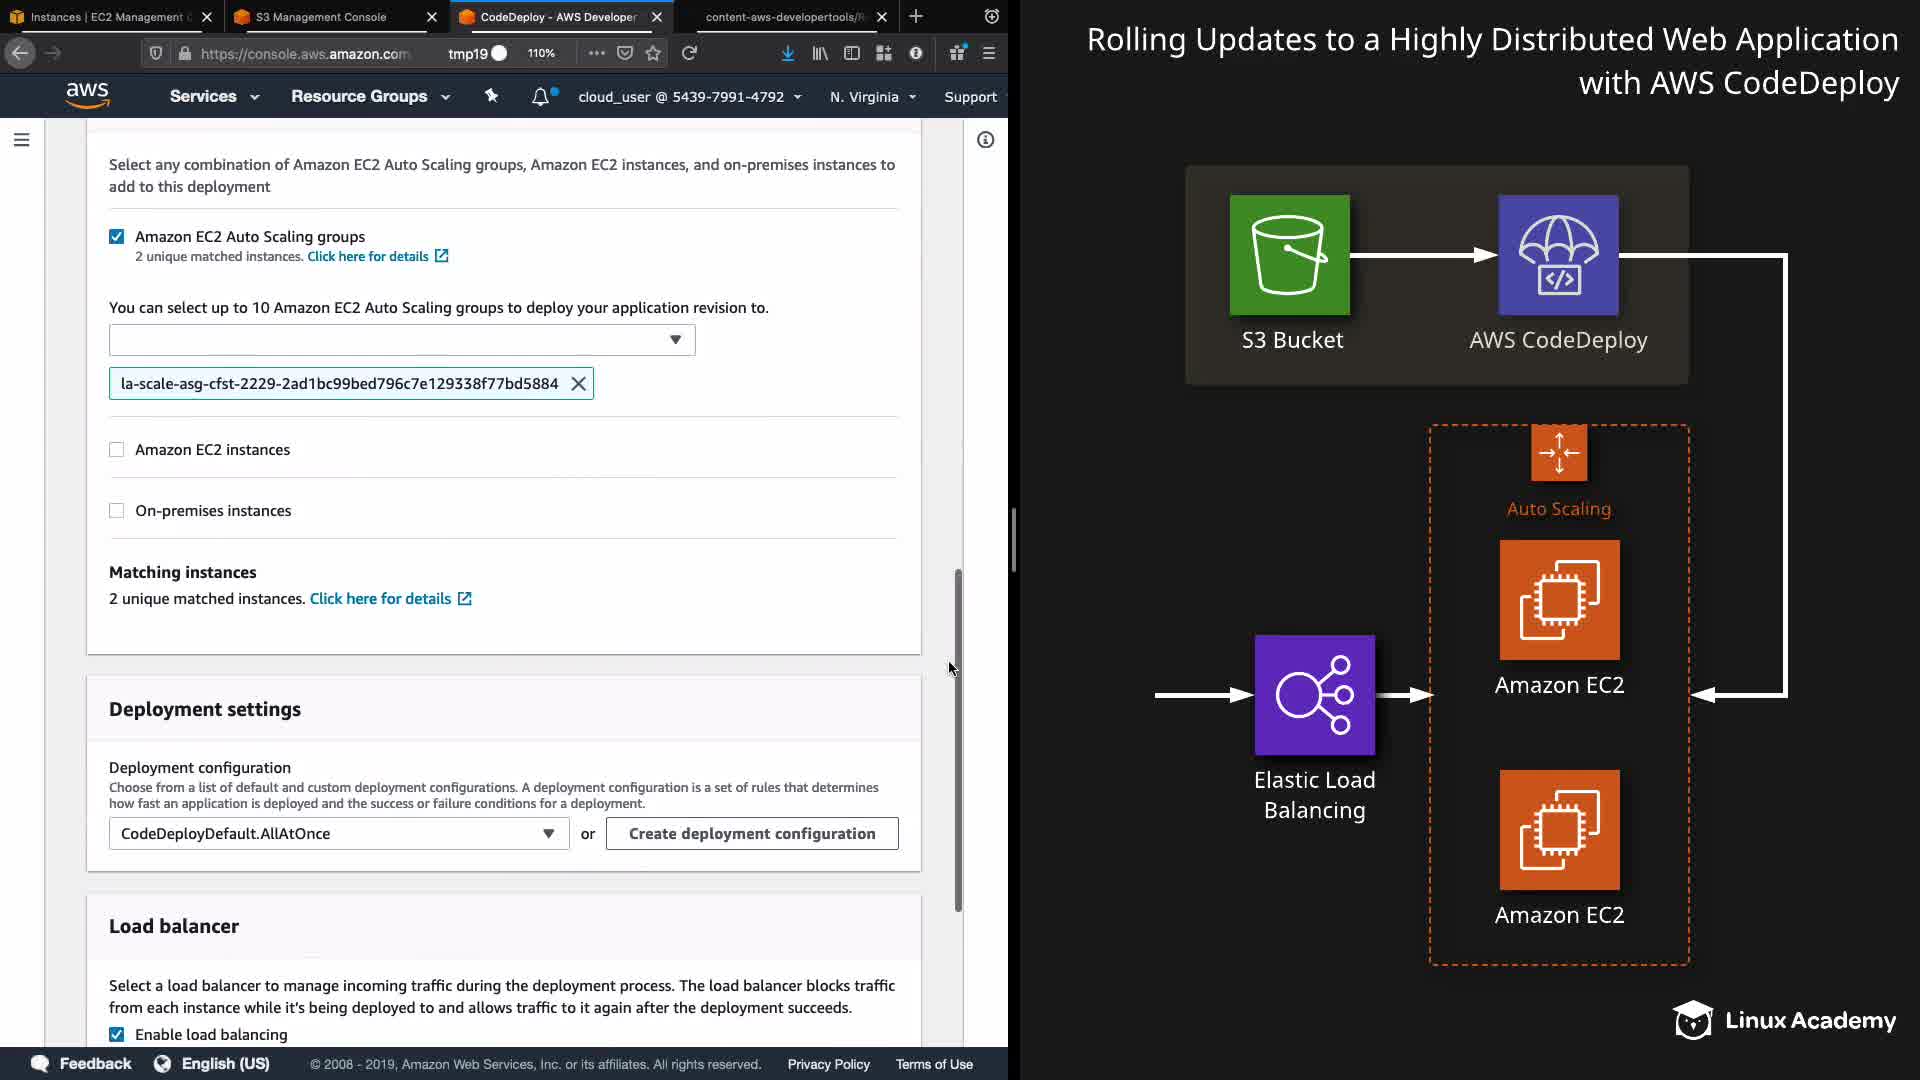 Instances | EC2 Management C
S3 Management Console
CodeDeploy - AWS Developer
content-aws-developertools/R
https://console.aws.amazon.com
tmp19
110%
aws
Services
Resource Groups
cloud_user @ 5439-7991-4792
N. Virginia
Support
Select any combination of Amazon EC2 Auto Scaling groups, Amazon EC2 instances, and on-premises instances to
add to this deployment
Amazon EC2 Auto Scaling groups
2 unique matched instances. Click here for details
You can select up to 10 Amazon EC2 Auto Scaling groups to deploy your application revision to.
la-scale-asg-cfst-2229-2ad1bc99bed796c7e129338f77bd5884
Amazon EC2 instances
On-premises instances
Matching instances
2 unique matched instances. Click here for details
Deployment settings
Deployment configuration
Choose from a list of default and custom deployment configurations. A deployment configuration is a set of rules that determines
how fast an application is deployed and the success or failure conditions for a deployment.
CodeDeployDefault.AllAtOnce
or
Create deployment configuration
Load balancer
Select a load balancer to manage incoming traffic during the deployment process. The load balancer blocks traffic
from each instance while it's being deployed to and allows traffic to it again after the deployment succeeds.
Enable load balancing
Feedback
English (US)
© 2008 - 2019, Amazon Web Services, Inc. or its affiliates. All rights reserved.
Privacy Policy
Terms of Use
Rolling Updates to a Highly Distributed Web Application
with AWS CodeDeploy
S3 Bucket
AWS CodeDeploy
Auto Scaling
Amazon EC2
Elastic Load
Balancing
Amazon EC2
Linux Academy